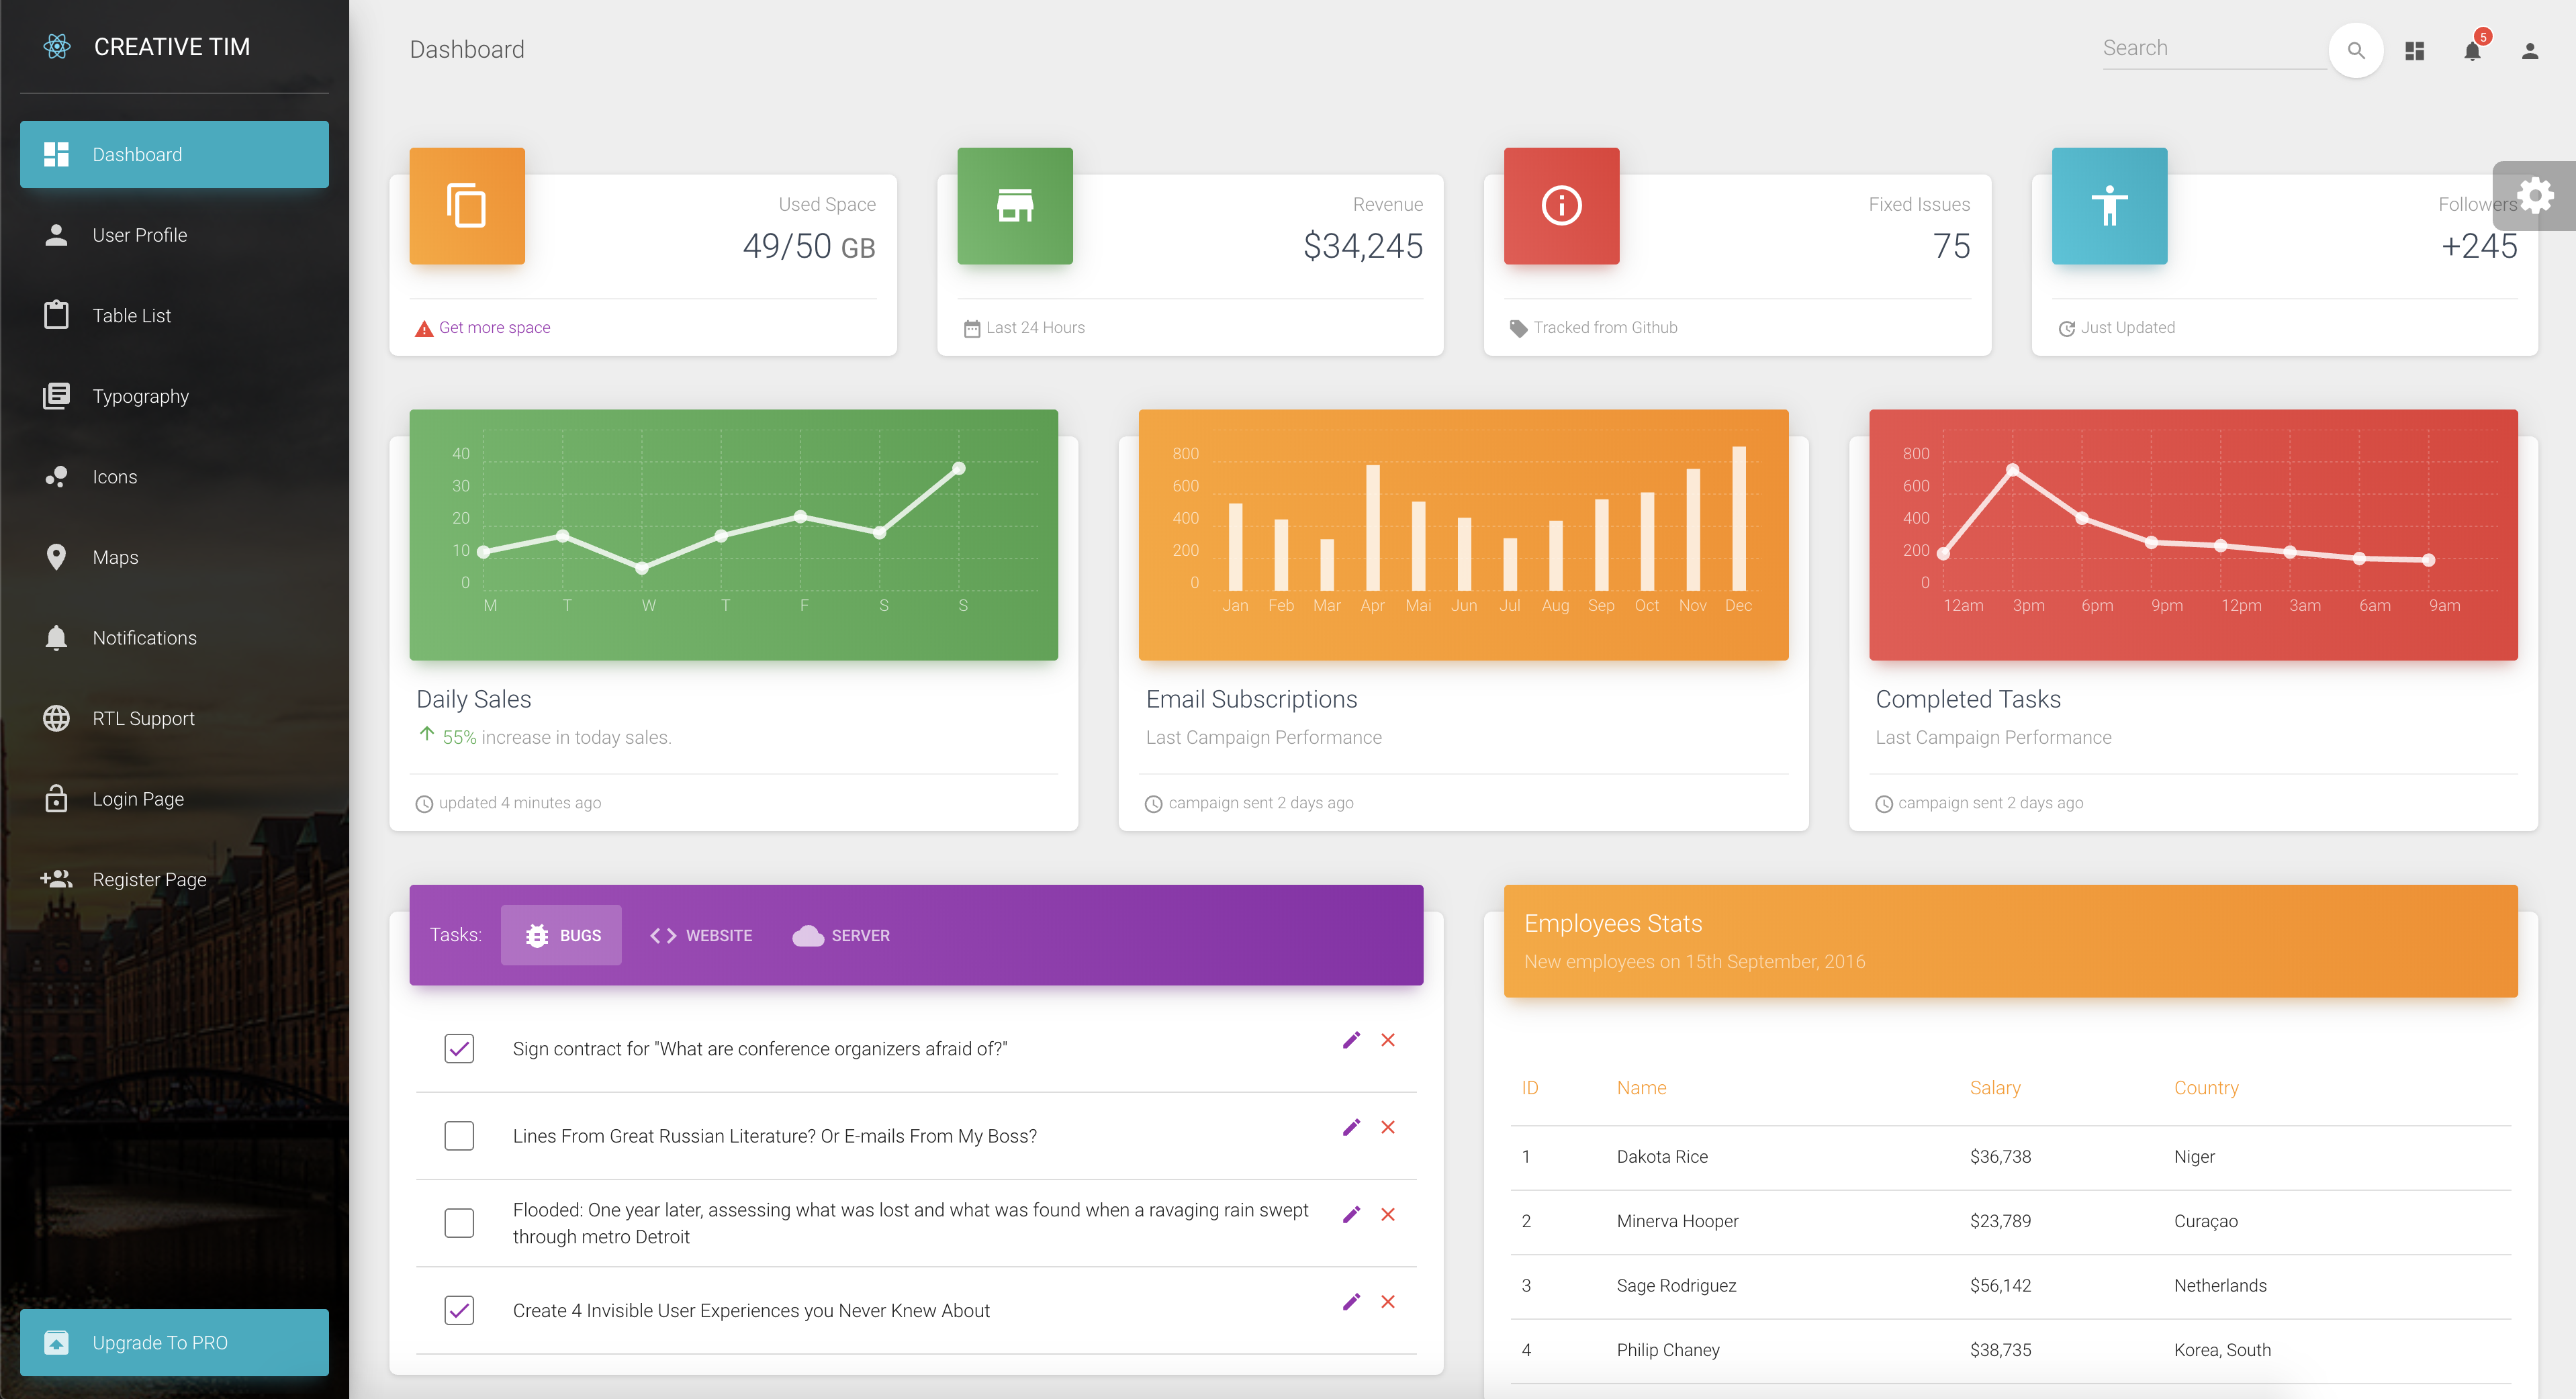 CREATIVE TIM
Dashboard
User Profile
Table List
Typography
Icons
Maps
Notifications
RTL Support
Login Page
Register Page
Upgrade To PRO
Dashboard
Search
5
Used Space
49/50 GB
Get more space
Revenue
$34,245
Last 24 Hours
Fixed Issues
75
Tracked from Github
Followers
+245
Just Updated
40
30
20
10
0
M T W T F S S
Daily Sales
55% increase in today sales.
updated 4 minutes ago
800
600
400
200
0
Jan Feb Mar Apr Mai Jun Jul Aug Sep Oct Nov Dec
Email Subscriptions
Last Campaign Performance
campaign sent 2 days ago
800
600
400
200
0
12am 3pm 6pm 9pm 12pm 3am 6am 9am
Completed Tasks
Last Campaign Performance
campaign sent 2 days ago
Tasks: BUGS WEBSITE SERVER
Sign contract for "What are conference organizers afraid of?"
Lines From Great Russian Literature? Or E-mails From My Boss?
Flooded: One year later, assessing what was lost and what was found when a ravaging rain swept
through metro Detroit
Create 4 Invisible User Experiences you Never Knew About
Employees Stats
New employees on 15th September, 2016
ID Name Salary Country
1 Dakota Rice $36,738 Niger
2 Minerva Hooper $23,789 Curaçao
3 Sage Rodriguez $56,142 Netherlands
4 Philip Chaney $38,735 Korea, South